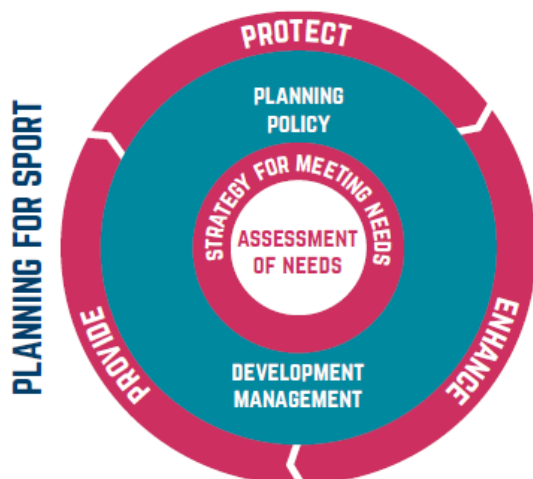 PLANNING FOR SPORT
PROTECT
PLANNING
POLICY
STRATEGY FOR MEETING NEEDS
ASSESSMENT
OF NEEDS
DEVELOPMENT
MANAGEMENT
PROVIDE
ENHANCE